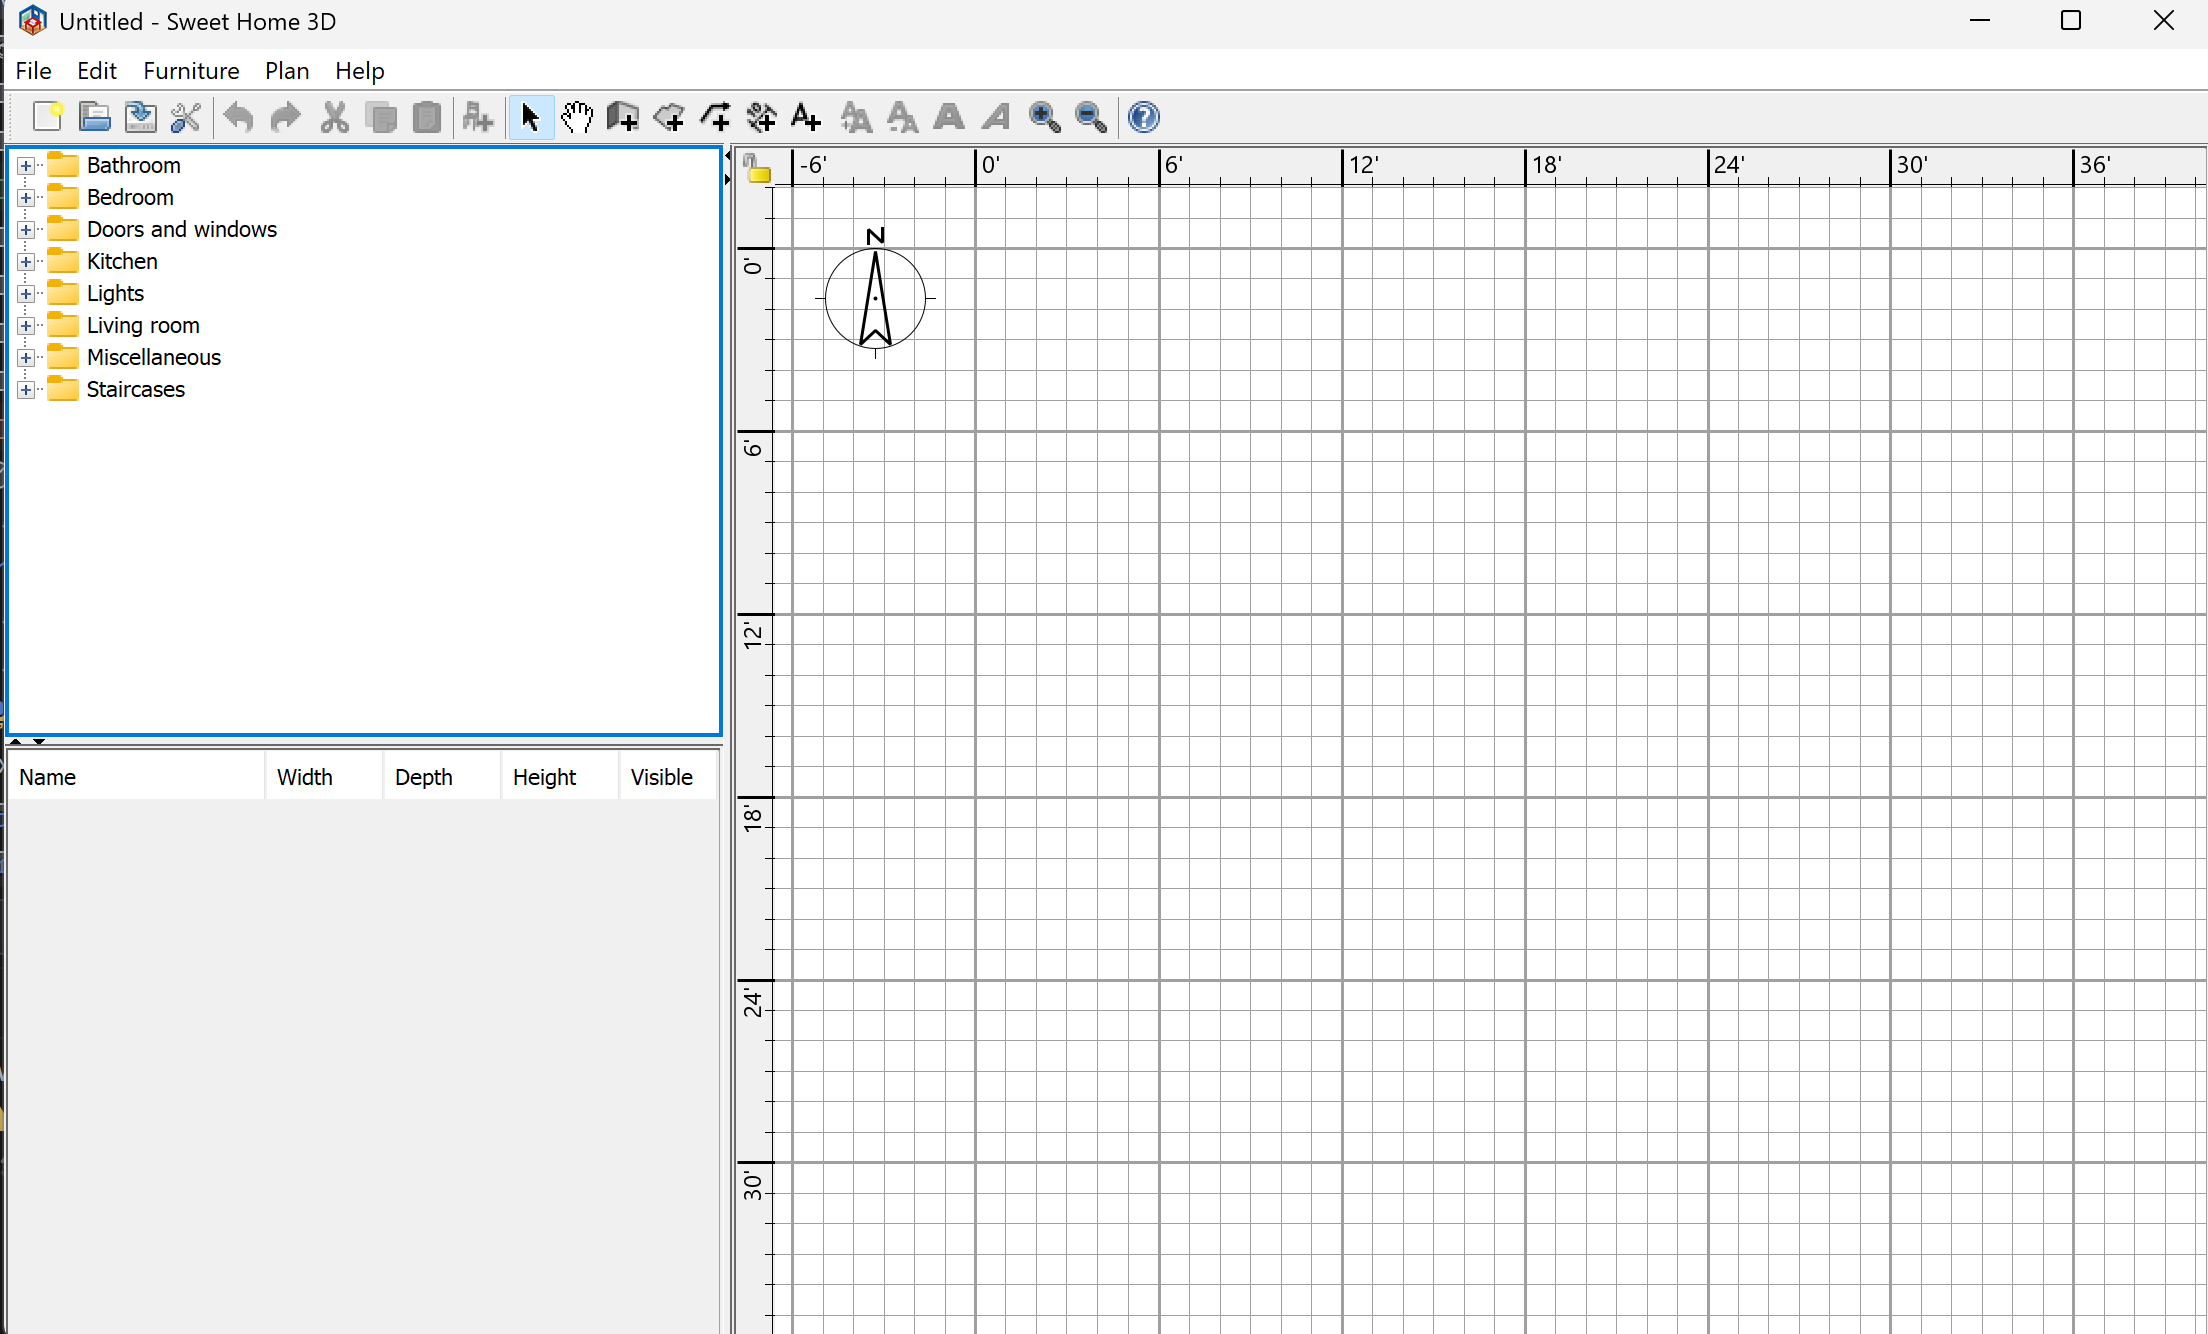 Untitled - Sweet Home 3D
File Edit Furniture Plan Help
Bathroom
Bedroom
Doors and windows
Kitchen
Lights
Living room
Miscellaneous
Staircases
Name Width Depth Height Visible
-6' 0' 6' 12' 18' 24' 30' 36'
N
0'
6'
12'
18'
24'
30'